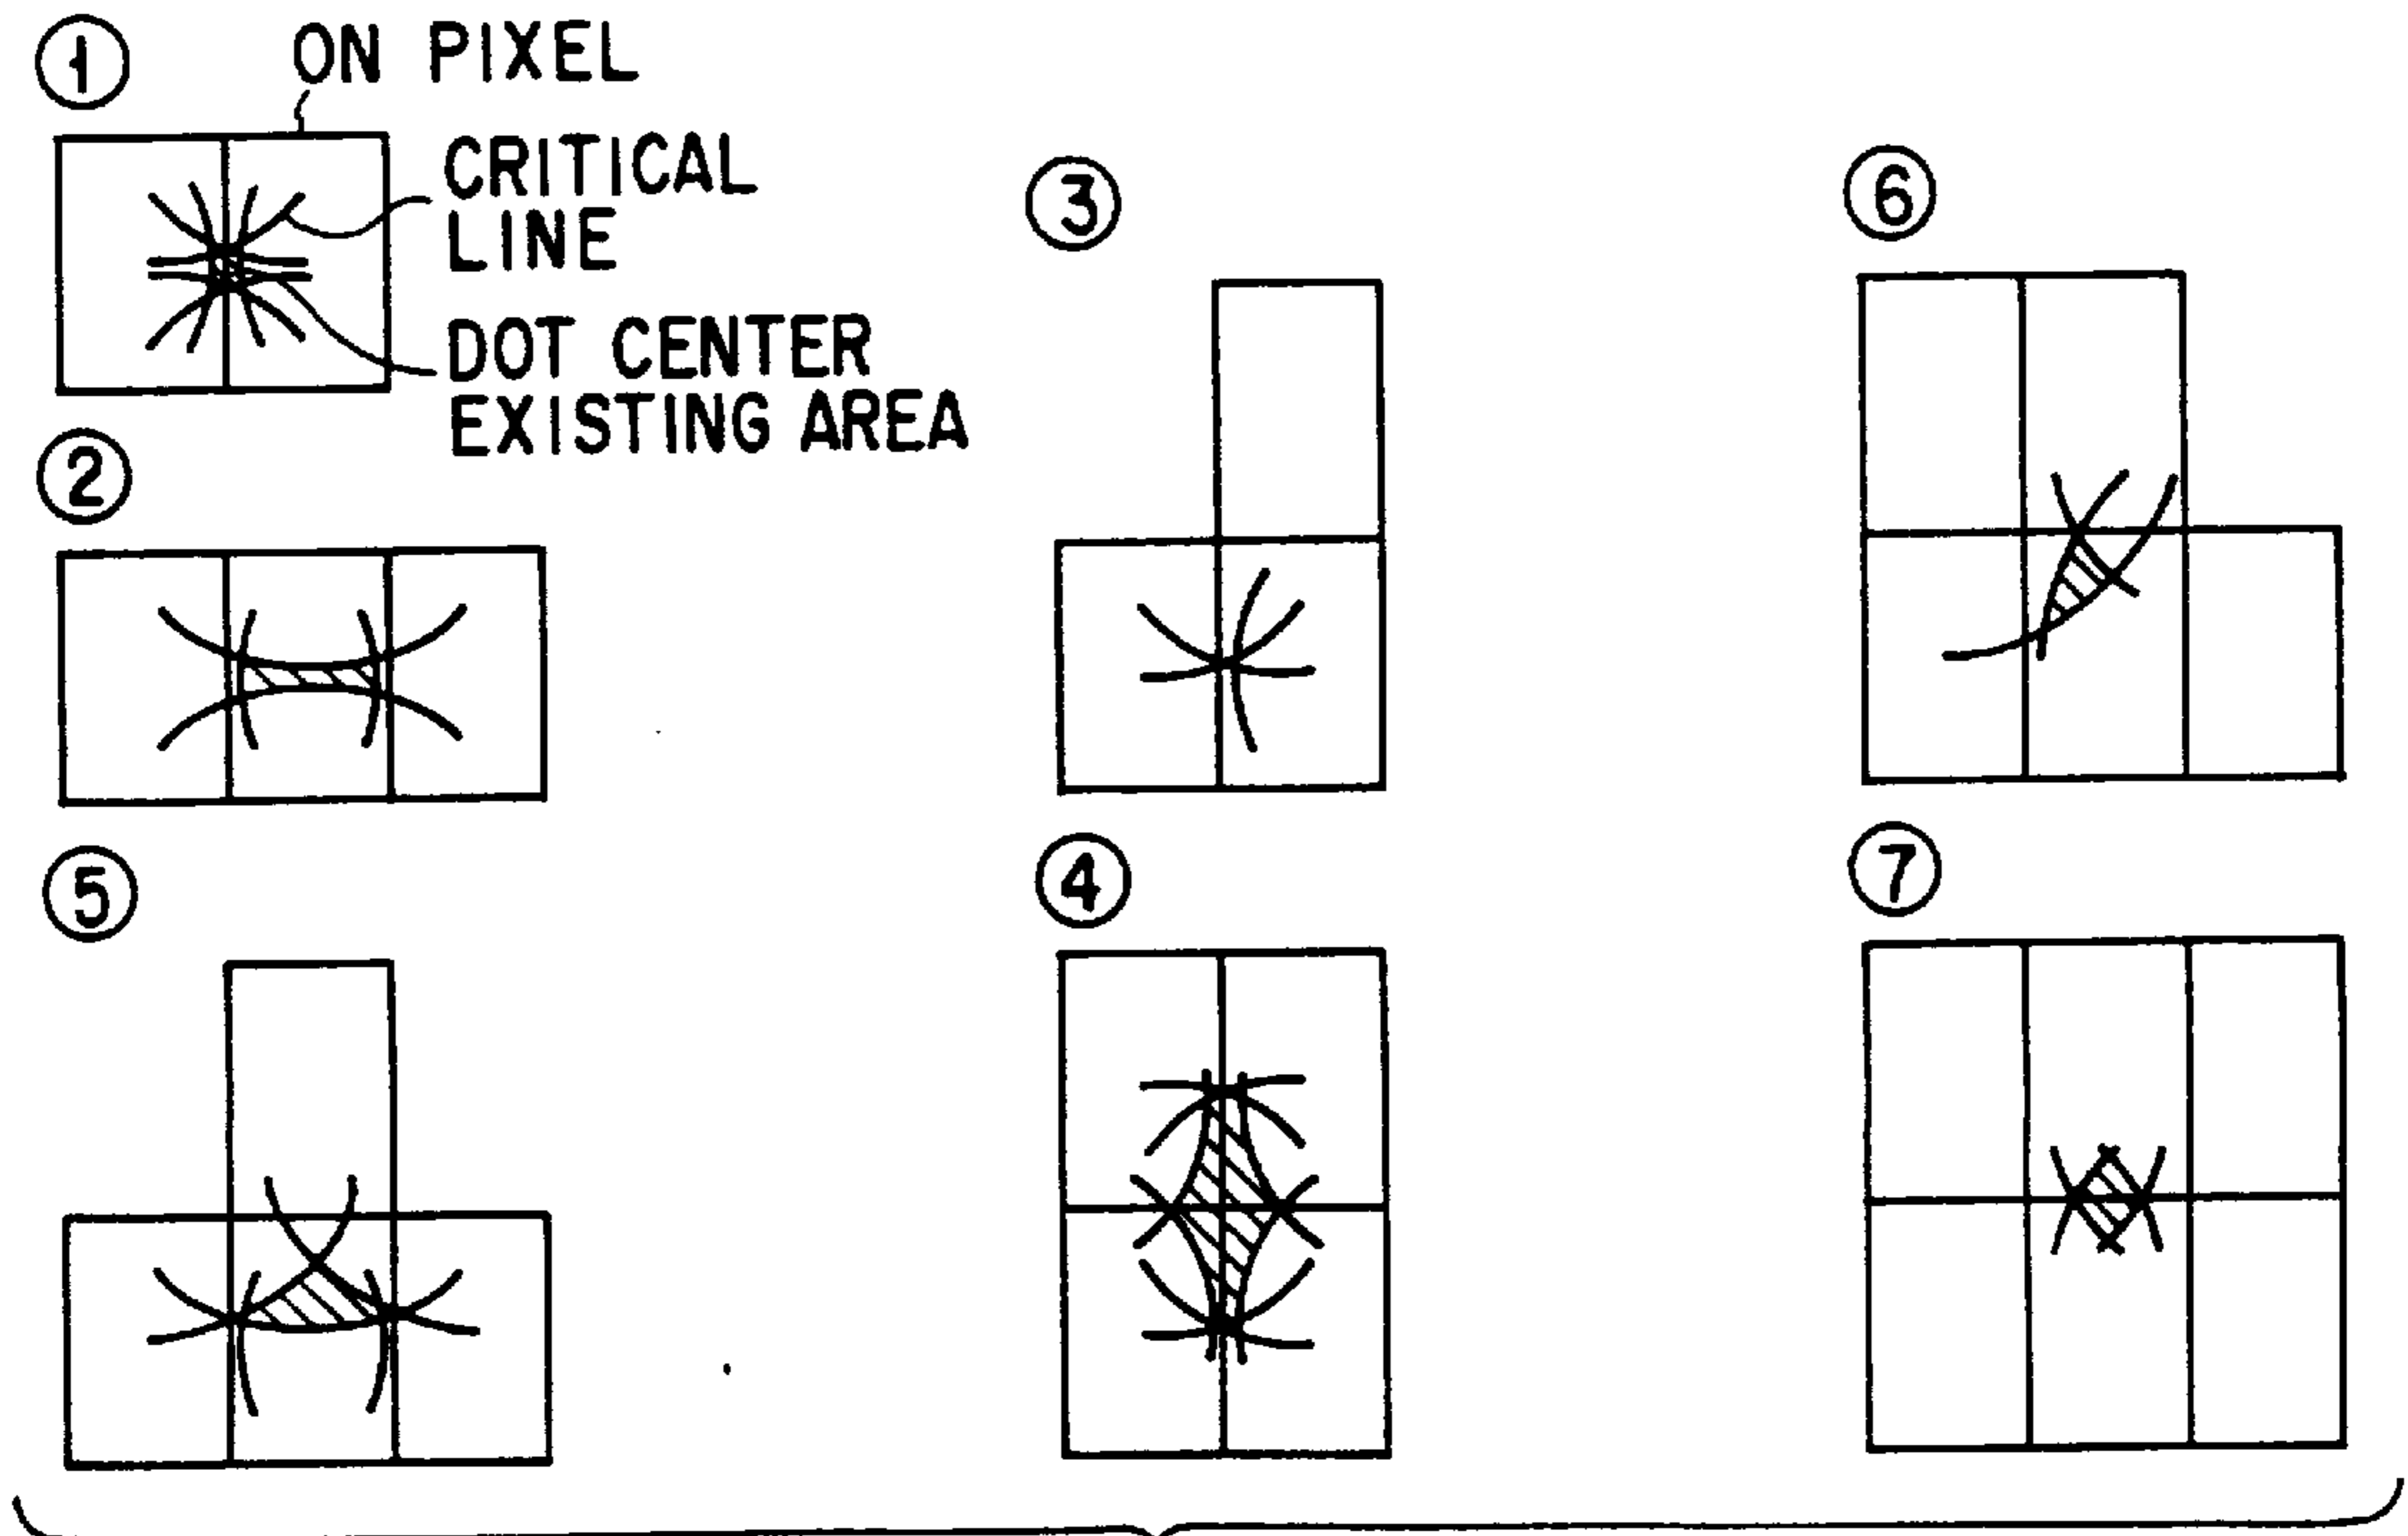 1
ON PIXEL
CRITICAL
LINE
DOT CENTER
EXISTING AREA
2
3
6
5
4
7